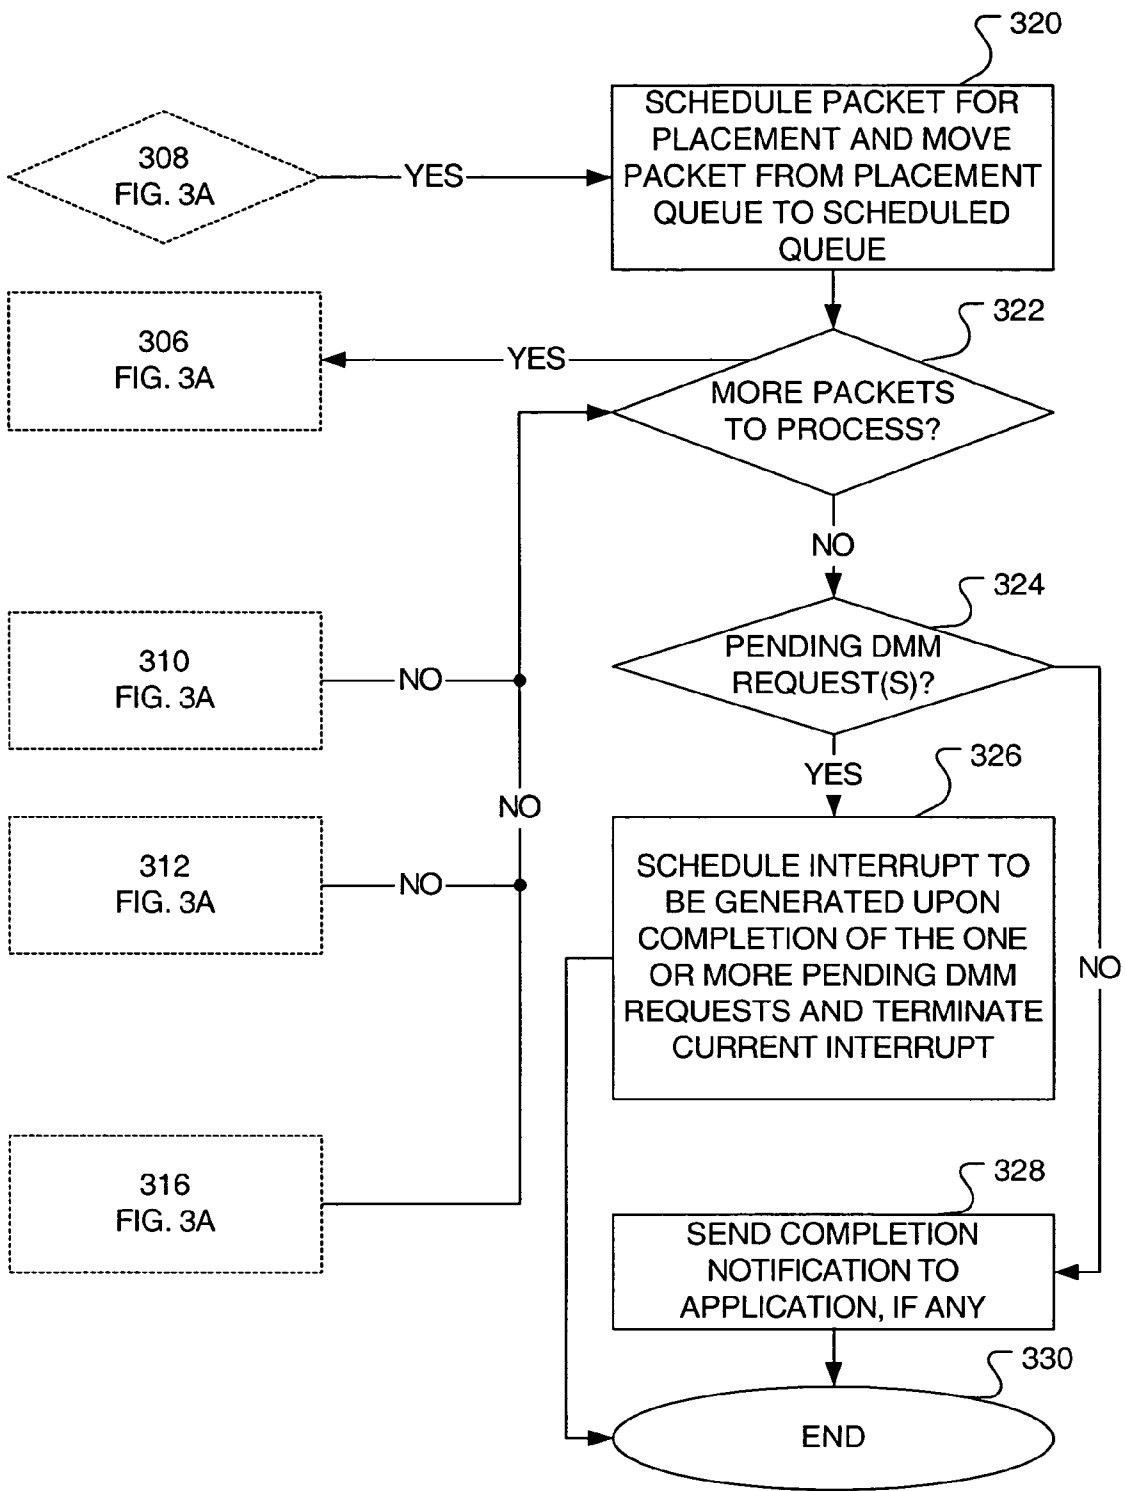 320
SCHEDULE PACKET FOR
PLACEMENT AND MOVE
PACKET FROM PLACEMENT
QUEUE TO SCHEDULED
QUEUE
308
FIG. 3A
YES
322
306
FIG. 3A
YES
MORE PACKETS
TO PROCESS?
NO
324
PENDING DMM
REQUEST(S)?
310
FIG. 3A
NO
326
YES
NO
312
FIG. 3A
NO
SCHEDULE INTERRUPT TO
BE GENERATED UPON
COMPLETION OF THE ONE
OR MORE PENDING DMM
REQUESTS AND TERMINATE
CURRENT INTERRUPT
NO
316
FIG. 3A
328
SEND COMPLETION
NOTIFICATION TO
APPLICATION, IF ANY
330
END